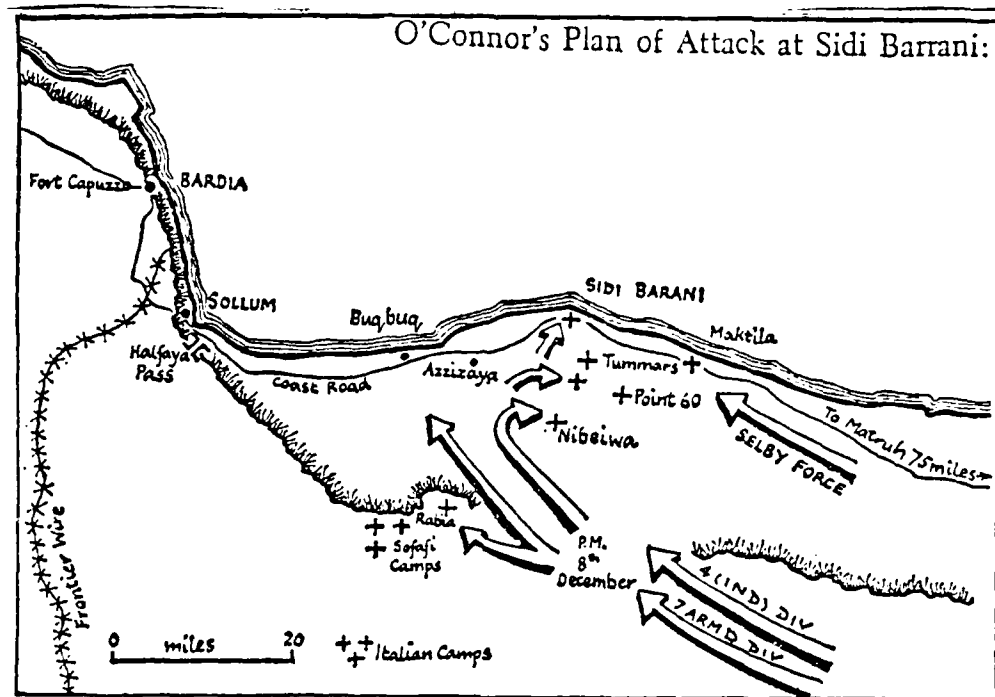 O'Connor's Plan of Attack at Sidi Barrani:
Fort Capuzzo
BARDIA
SOLLUM
Halfaya
Pass
Buqbuq
Coast Road
Azzizaya
SIDI BARANI
Maktila
Tummars
Point 60
Nibeiwa
To Matruh 75 miles
SELBY FORCE
Rabia
Sofafi
Camps
P.M.
8th
December
4 (IND) DIV
7 ARMD DIV
Frontier Wire
0 miles 20
Italian Camps